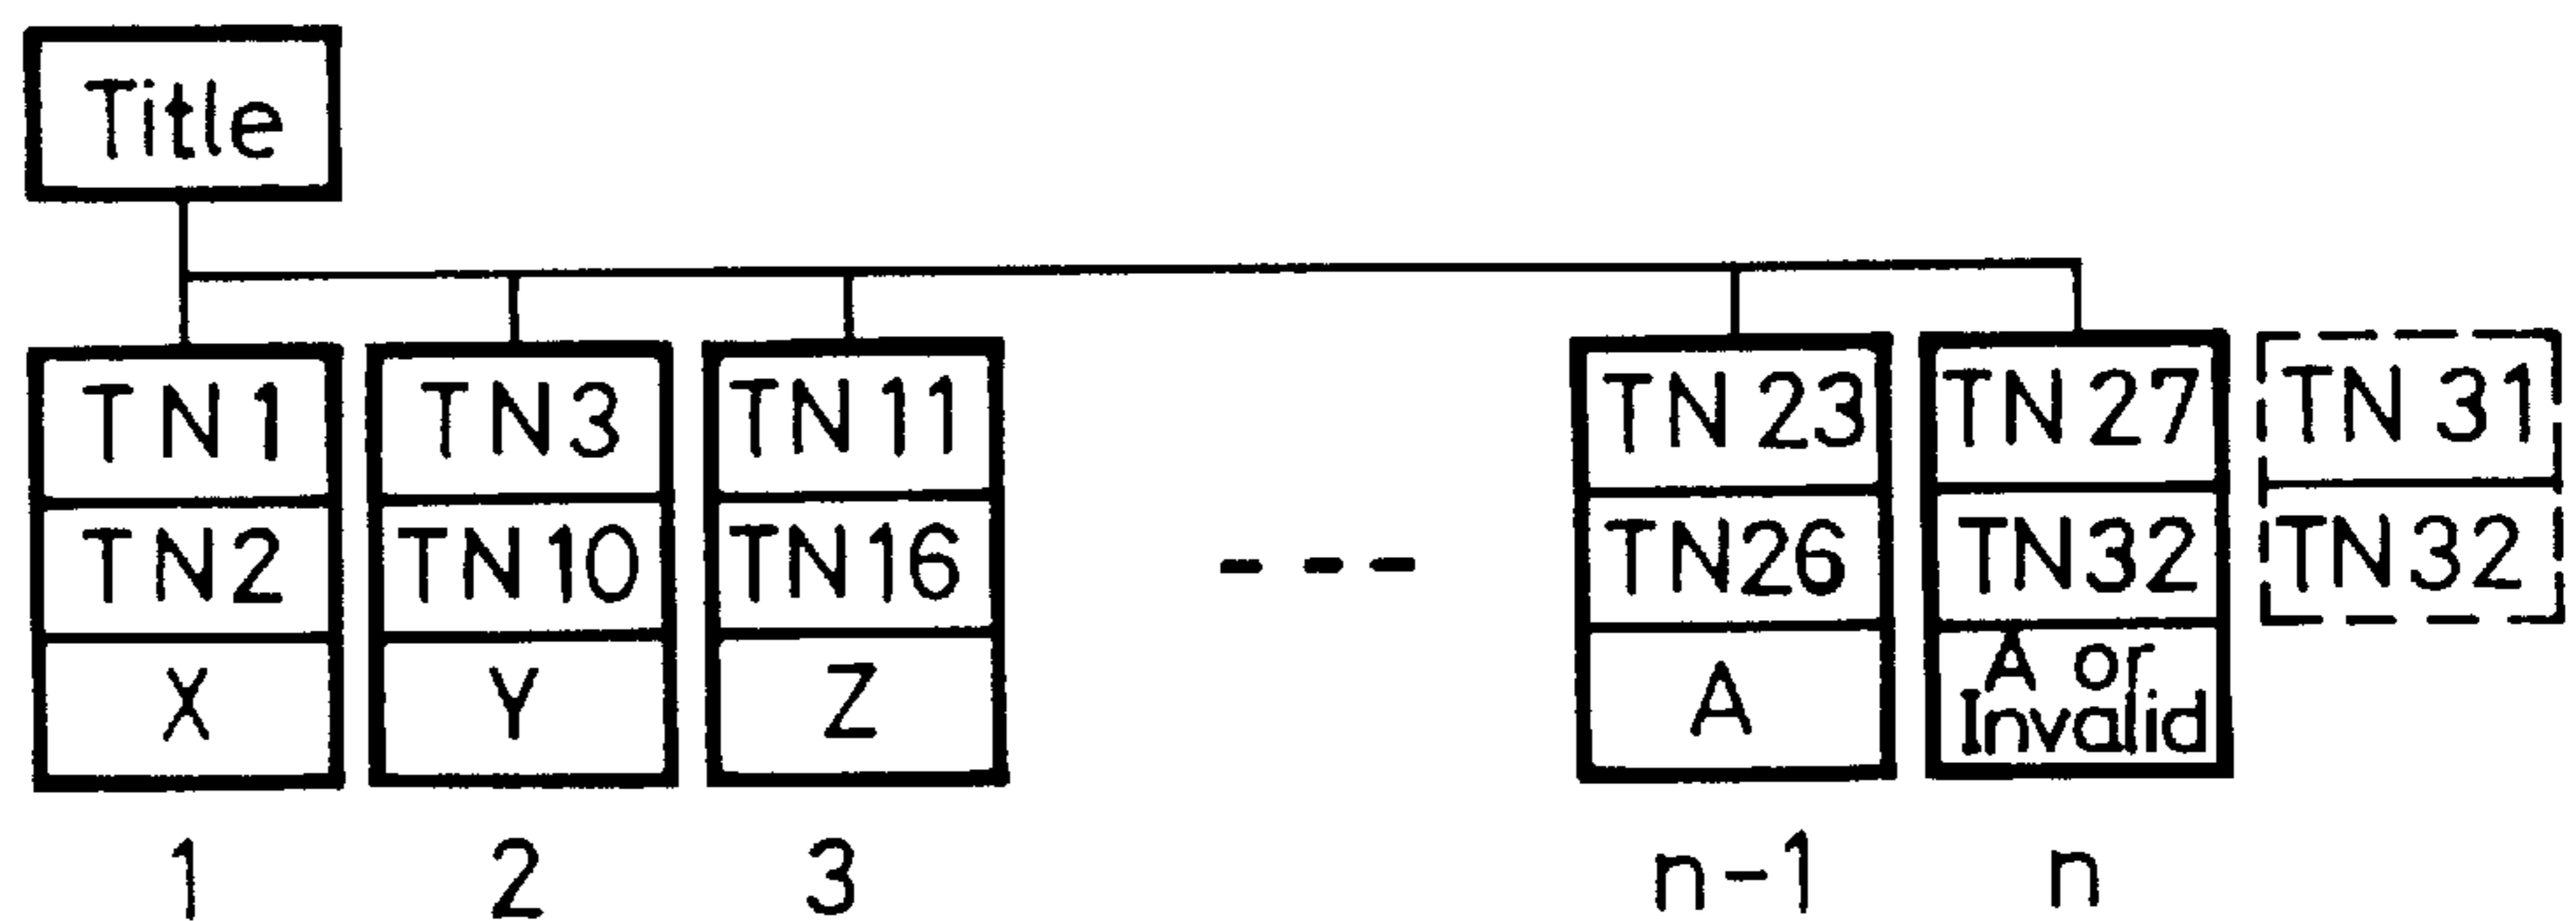 Title
TN1 TN3 TN11 TN23 TN27 TN31
TN2 TN10 TN16 --- TN26 TN32 TN32
X Y Z A A or
Invalid
1 2 3 n-1 n